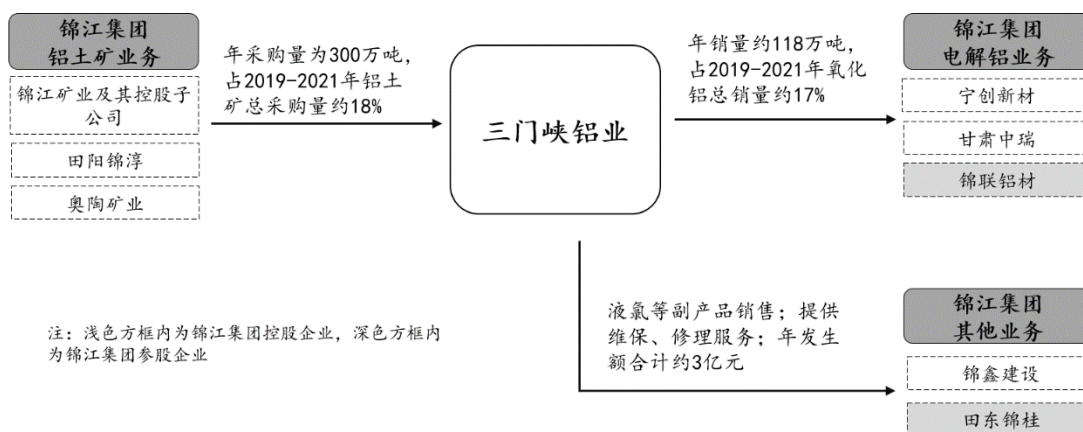 锦江集团
铝土矿业务
锦江矿业及其控股子
公司
田阳锦淳
奥陶矿业
年采购量为300万吨，
占2019-2021年铝土
矿总采购量约18%
三门峡铝业
年销量约118万吨，
占2019-2021年氧化
铝总销量约17%
锦江集团
电解铝业务
宁创新材
甘肃中瑞
锦联铝材
液氯等副产品销售；提供
维保、修理服务；年发生
额合计约3亿元
锦江集团
其他业务
锦鑫建设
田东锦桂
注：浅色方框内为锦江集团控股企业，深色方框内
为锦江集团参股企业